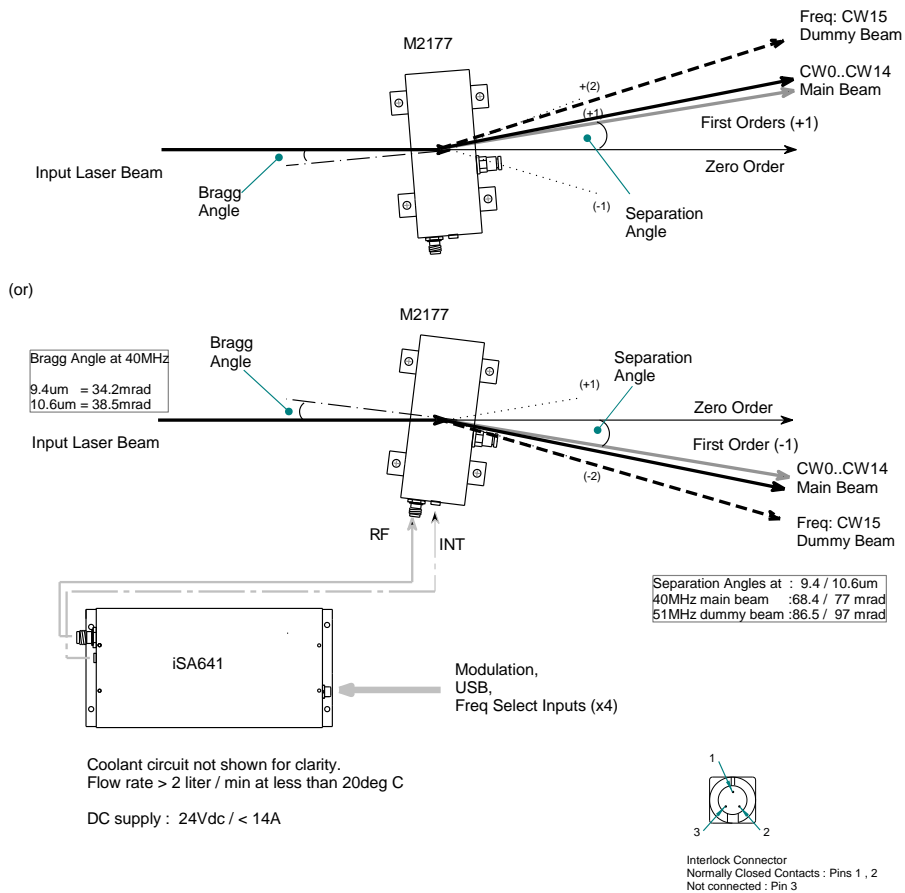 Freq: CW15
Dummy Beam
M2177
CW0..CW14
Main Beam
+(2)
(+1)
First Orders (+1)
Input Laser Beam
Zero Order
Bragg
Angle
(-1)
Separation
Angle
(or)
M2177
Bragg
Angle
Separation
Angle
Bragg Angle at 40MHz
9.4um = 34.2mrad
10.6um = 38.5mrad
(+1)
Zero Order
Input Laser Beam
First Order (-1)
(-2)
CW0..CW14
Main Beam
Freq: CW15
Dummy Beam
RF
INT
Separation Angles at : 9.4 / 10.6um
40MHz main beam :68.4 / 77 mrad
51MHz dummy beam :86.5 / 97 mrad
iSA641
Modulation,
USB,
Freq Select Inputs (x4)
Coolant circuit not shown for clarity.
Flow rate > 2 liter / min at less than 20deg C
DC supply : 24Vdc / < 14A
1
3
2
Interlock Connector
Normally Closed Contacts : Pins 1 , 2
Not connected : Pin 3